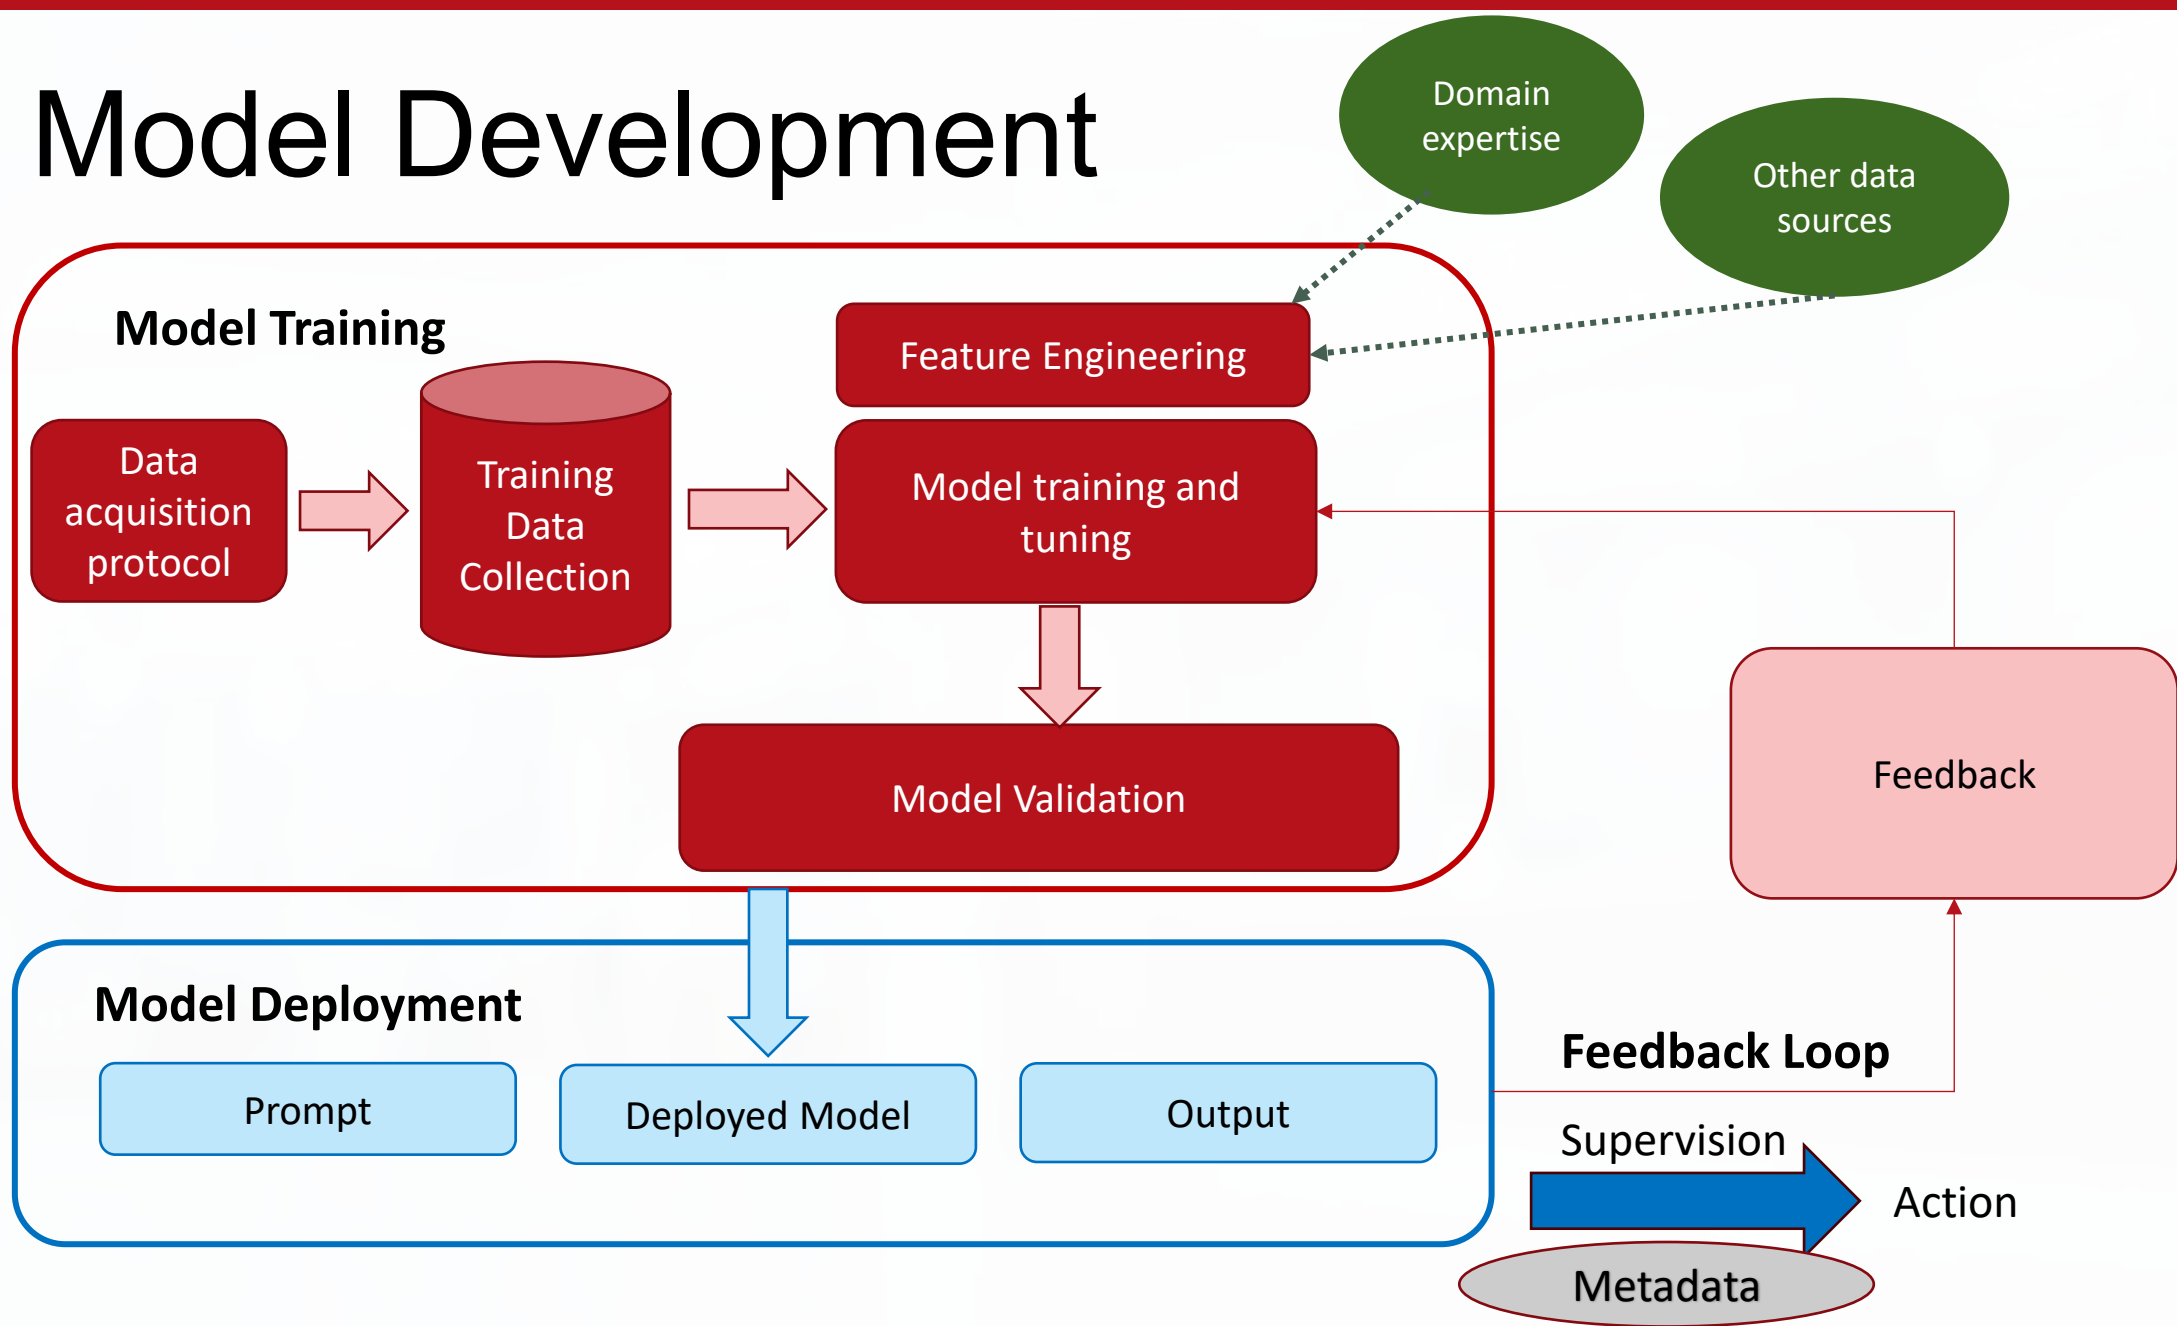 Model Development
Domain
expertise
Other data
sources
Model Training
Feature Engineering
Data
acquisition
protocol
Training
Data
Collection
Model training and
tuning
Model Validation
Feedback
Model Deployment
Prompt
Deployed Model
Output
Feedback Loop
Supervision
Action
Metadata